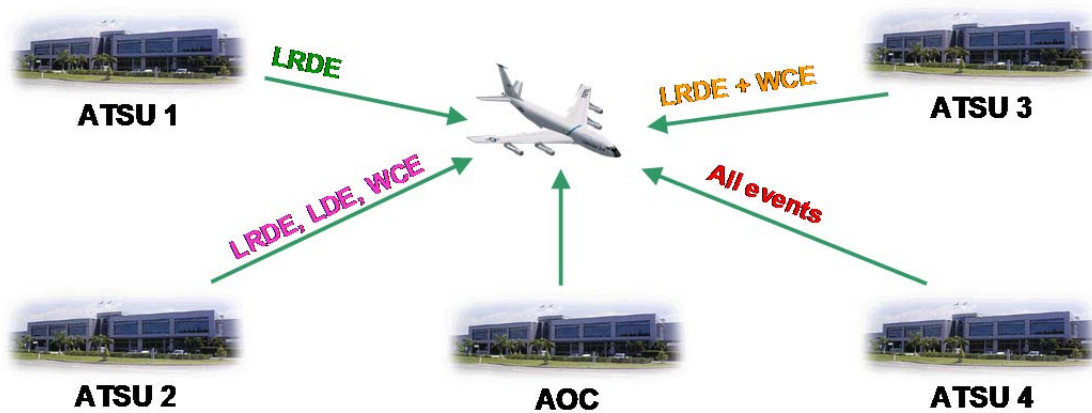 LRDE
LRDE + WCE
ATSU 1
ATSU 3
LRDE, LDE, WCE
All events
ATSU 2
AOC
ATSU 4